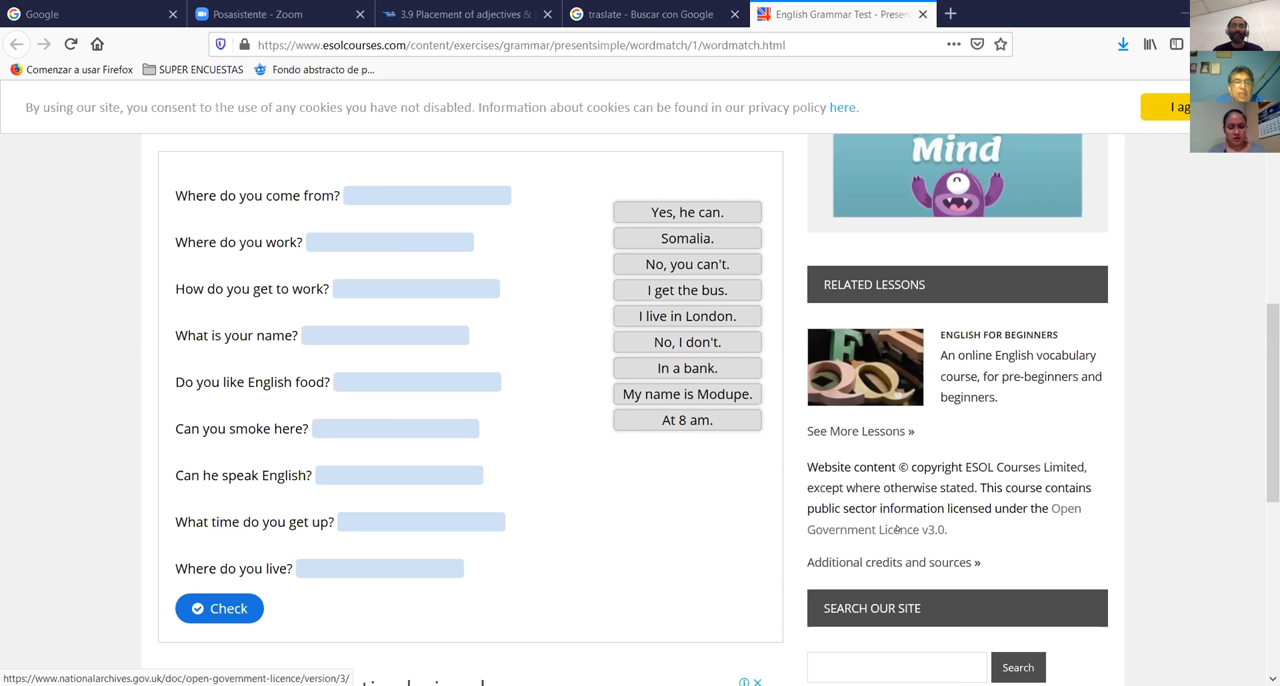 Google
Posasistente - Zoom
3.9 Placement of adjectives &
traslate - Buscar con Google
English Grammar Test - Presen
https://www.esolcourses.com/content/exercises/grammar/presentsimple/wordmatch/1/wordmatch.html
Comenzar a usar Firefox
SUPER ENCUESTAS
Fondo abstracto de p...
By using our site, you consent to the use of any cookies you have not disabled. Information about cookies can be found in our privacy policy here.
I ag
Where do you come from?
Where do you work?
How do you get to work?
What is your name?
Do you like English food?
Can you smoke here?
Can he speak English?
What time do you get up?
Where do you live?
Check
Yes, he can.
Somalia.
No, you can't.
I get the bus.
I live in London.
No, I don't.
In a bank.
My name is Modupe.
At 8 am.
Mind
RELATED LESSONS
ENGLISH FOR BEGINNERS
An online English vocabulary
course, for pre-beginners and
beginners.
See More Lessons »
Website content © copyright ESOL Courses Limited,
except where otherwise stated. This course contains
public sector information licensed under the Open
Government Licence v3.0.
Additional credits and sources »
SEARCH OUR SITE
Search
https://www.nationalarchives.gov.uk/doc/open-government-licence/version/3/